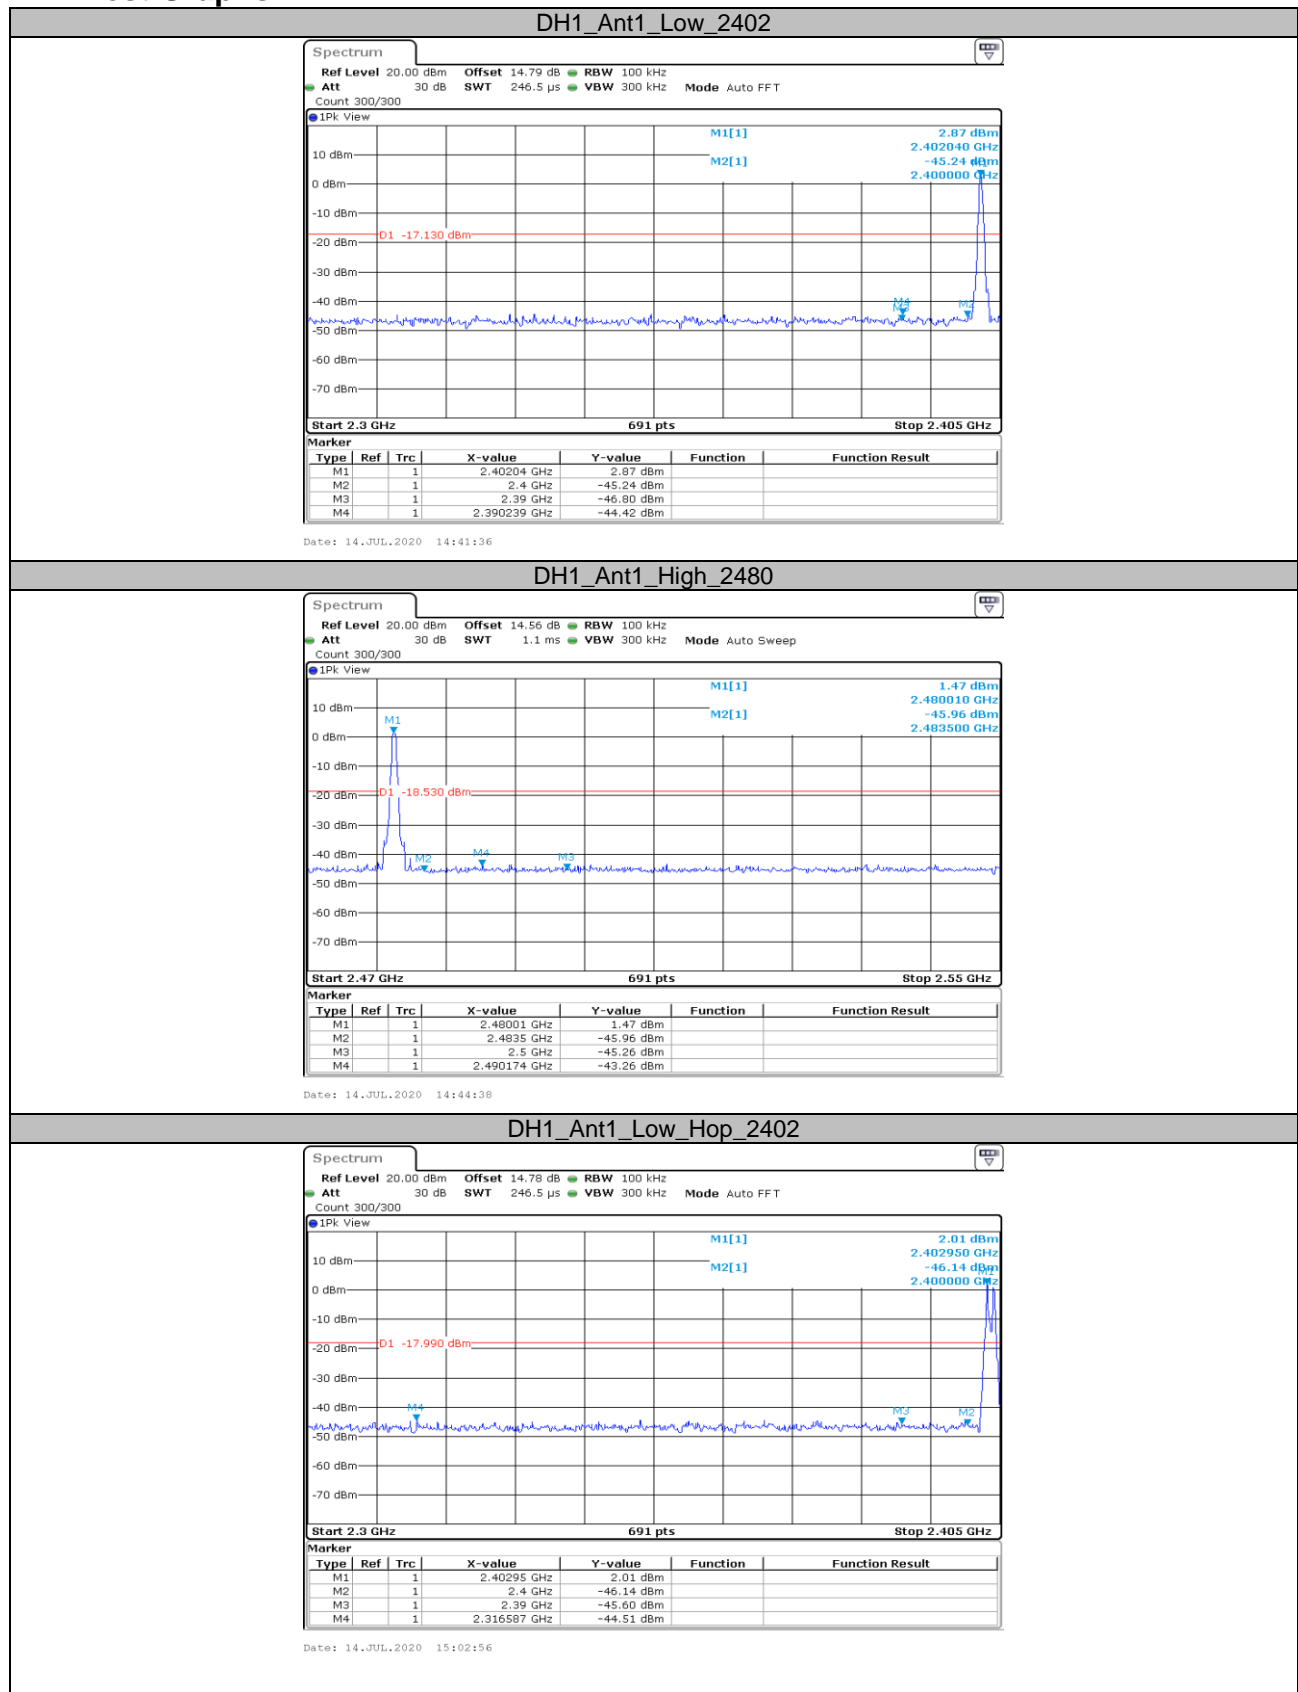 DH1_Ant1_Low_2402
Spectrum
Ref Level 20.00 dBm Offset 14.79 dB RBW 100 kHz
Att 30 dB SWT 246.5 µs VBW 300 kHz Mode Auto FFT
Count 300/300
1Pk View
M1[1] 2.87 dBm
2.402040 GHz
10 dBm
M2[1] -45.24 dBm
2.400000 GHz
M1
0 dBm
-10 dBm
D1 -17.130 dBm
-20 dBm
-30 dBm
-40 dBm
M4 M2
M3
-50 dBm
-60 dBm
-70 dBm
Start 2.3 GHz 691 pts Stop 2.405 GHz
Marker
Type Ref Trc X-value Y-value Function Function Result
M1 1 2.40204 GHz 2.87 dBm
M2 1 2.4 GHz -45.24 dBm
M3 1 2.39 GHz -46.80 dBm
M4 1 2.390239 GHz -44.42 dBm
Date: 14.JUL.2020 14:41:36
DH1_Ant1_High_2480
Spectrum
Ref Level 20.00 dBm Offset 14.56 dB RBW 100 kHz
Att 30 dB SWT 1.1 ms VBW 300 kHz Mode Auto Sweep
Count 300/300
1Pk View
M1[1] 1.47 dBm
2.480010 GHz
10 dBm
M2[1] -45.96 dBm
2.483500 GHz
M1
0 dBm
-10 dBm
D1 -18.530 dBm
-20 dBm
-30 dBm
-40 dBm
M2 M4 M3
-50 dBm
-60 dBm
-70 dBm
Start 2.47 GHz 691 pts Stop 2.55 GHz
Marker
Type Ref Trc X-value Y-value Function Function Result
M1 1 2.48001 GHz 1.47 dBm
M2 1 2.4835 GHz -45.96 dBm
M3 1 2.5 GHz -45.26 dBm
M4 1 2.490174 GHz -43.26 dBm
Date: 14.JUL.2020 14:44:38
DH1_Ant1_Low_Hop_2402
Spectrum
Ref Level 20.00 dBm Offset 14.78 dB RBW 100 kHz
Att 30 dB SWT 246.5 µs VBW 300 kHz Mode Auto FFT
Count 300/300
1Pk View
M1[1] 2.01 dBm
2.402950 GHz
10 dBm
M2[1] -46.14 dBm
2.400000 GHz
M1
0 dBm
-10 dBm
D1 -17.990 dBm
-20 dBm
-30 dBm
-40 dBm
M4 M3 M2
-50 dBm
-60 dBm
-70 dBm
Start 2.3 GHz 691 pts Stop 2.405 GHz
Marker
Type Ref Trc X-value Y-value Function Function Result
M1 1 2.40295 GHz 2.01 dBm
M2 1 2.4 GHz -46.14 dBm
M3 1 2.39 GHz -45.60 dBm
M4 1 2.316587 GHz -44.51 dBm
Date: 14.JUL.2020 15:02:56